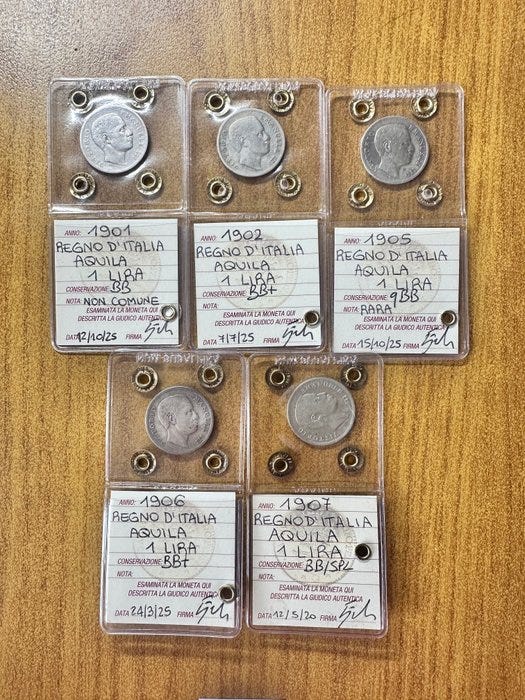 ANNO: 1901
REGNO D'ITALIA
AQUILA
1 LIRA
CONSERVAZIONE: BB
NOTA: NON COMUNE
ESAMINATA LA MONETA QUI
DESCRITTA LA GIUDICO AUTENTICA
DATA 12/10/25 FIRMA
ANNO: 1902
REGNO D'ITALIA
AQUILA
1 LIRA
CONSERVAZIONE: BB+
NOTA:
ESAMINATA LA MONETA QUI
DESCRITTA LA GIUDICO AUTENTICA
DATA 7/7/25 FIRMA
ANNO: 1905
REGNO D'ITALIA
AQUILA
1 LIRA
CONSERVAZIONE: qBB
NOTA: RARA
ESAMINATA LA MONETA QUI
DESCRITTA LA GIUDICO AUTENTICA
DATA 15/10/25 FIRMA
ANNO: 1906
REGNO D'ITALIA
AQUILA
1 LIRA
CONSERVAZIONE: BB+
NOTA:
ESAMINATA LA MONETA QUI
DESCRITTA LA GIUDICO AUTENTICA
DATA 24/3/25 FIRMA
ANNO: 1907
REGNO D'ITALIA
AQUILA
1 LIRA
CONSERVAZIONE: BB/SPL
NOTA:
ESAMINATA LA MONETA QUI
DESCRITTA LA GIUDICO AUTENTICA
DATA 12/5/20 FIRMA